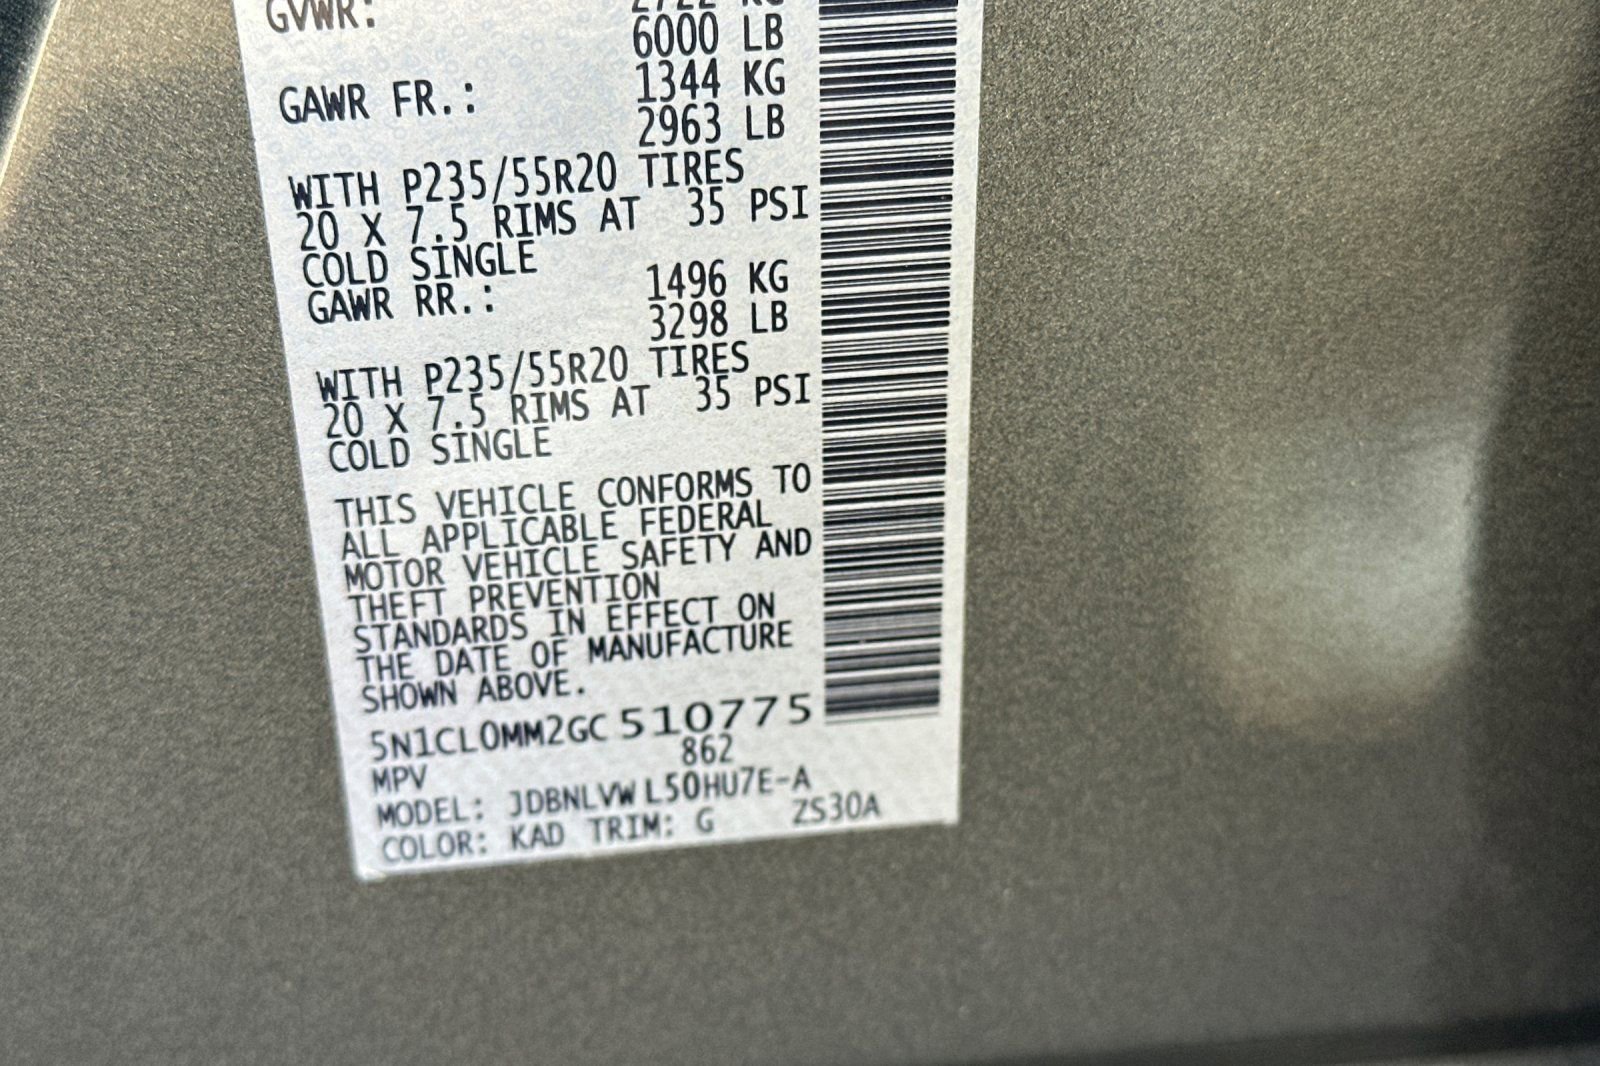 GVWR: 2722 KG
6000 LB
GAWR FR.: 1344 KG
2963 LB
WITH P235/55R20 TIRES
20 X 7.5 RIMS AT 35 PSI
COLD SINGLE
GAWR RR.: 1496 KG
3298 LB
WITH P235/55R20 TIRES
20 X 7.5 RIMS AT 35 PSI
COLD SINGLE
THIS VEHICLE CONFORMS TO
ALL APPLICABLE FEDERAL
MOTOR VEHICLE SAFETY AND
THEFT PREVENTION
STANDARDS IN EFFECT ON
THE DATE OF MANUFACTURE
SHOWN ABOVE.
5N1CL0MM2GC510775
MPV 862
MODEL: JDBNLVWL50HU7E-A
COLOR: KAD TRIM: G ZS30A